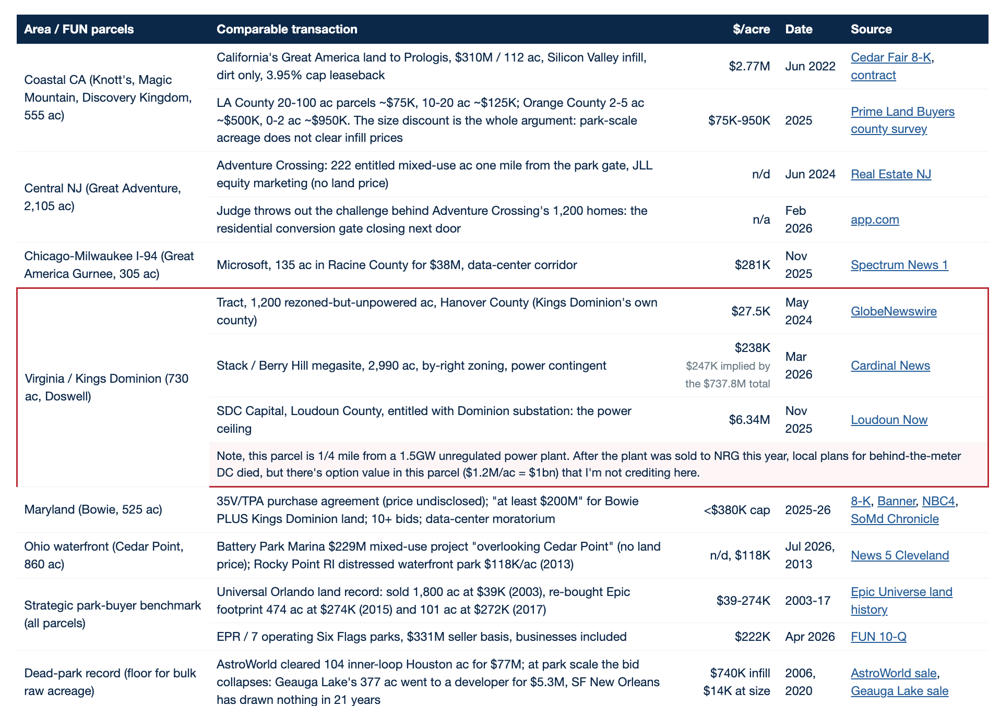 Area / FUN parcels
Comparable transaction
$/acre
Date
Source
Coastal CA (Knott's, Magic
Mountain, Discovery Kingdom,
555 ac)
California's Great America land to Prologis, $310M / 112 ac, Silicon Valley infill,
dirt only, 3.95% cap leaseback
$2.77M
Jun 2022
Cedar Fair 8-K,
contract
LA County 20-100 ac parcels ~$75K, 10-20 ac ~$125K; Orange County 2-5 ac
~$500K, 0-2 ac ~$950K. The size discount is the whole argument: park-scale
acreage does not clear infill prices
$75K-950K
2025
Prime Land Buyers
county survey
Central NJ (Great Adventure,
2,105 ac)
Adventure Crossing: 222 entitled mixed-use ac one mile from the park gate, JLL
equity marketing (no land price)
n/d
Jun 2024
Real Estate NJ
Judge throws out the challenge behind Adventure Crossing's 1,200 homes: the
residential conversion gate closing next door
n/a
Feb
2026
app.com
Chicago-Milwaukee I-94 (Great
America Gurnee, 305 ac)
Microsoft, 135 ac in Racine County for $38M, data-center corridor
$281K
Nov
2025
Spectrum News 1
Virginia / Kings Dominion (730
ac, Doswell)
Tract, 1,200 rezoned-but-unpowered ac, Hanover County (Kings Dominion's own
county)
$27.5K
May
2024
GlobeNewswire
Stack / Berry Hill megasite, 2,990 ac, by-right zoning, power contingent
$238K
$247K implied by
the $737.8M total
Mar
2026
Cardinal News
SDC Capital, Loudoun County, entitled with Dominion substation: the power
ceiling
$6.34M
Nov
2025
Loudoun Now
Note, this parcel is 1/4 mile from a 1.5GW unregulated power plant. After the plant was sold to NRG this year, local plans for behind-the-meter
DC died, but there's option value in this parcel ($1.2M/ac = $1bn) that I'm not crediting here.
Maryland (Bowie, 525 ac)
35V/TPA purchase agreement (price undisclosed); "at least $200M" for Bowie
PLUS Kings Dominion land; 10+ bids; data-center moratorium
<$380K cap
2025-26
8-K, Banner, NBC4,
SoMd Chronicle
Ohio waterfront (Cedar Point,
860 ac)
Battery Park Marina $229M mixed-use project "overlooking Cedar Point" (no land
price); Rocky Point RI distressed waterfront park $118K/ac (2013)
n/d, $118K
Jul 2026,
2013
News 5 Cleveland
Strategic park-buyer benchmark
(all parcels)
Universal Orlando land record: sold 1,800 ac at $39K (2003), re-bought Epic
footprint 474 ac at $274K (2015) and 101 ac at $272K (2017)
$39-274K
2003-17
Epic Universe land
history
EPR / 7 operating Six Flags parks, $331M seller basis, businesses included
$222K
Apr 2026
FUN 10-Q
Dead-park record (floor for bulk
raw acreage)
AstroWorld cleared 104 inner-loop Houston ac for $77M; at park scale the bid
collapses: Geauga Lake's 377 ac went to a developer for $5.3M, SF New Orleans
has drawn nothing in 21 years
$740K infill
$14K at size
2006,
2020
AstroWorld sale,
Geauga Lake sale